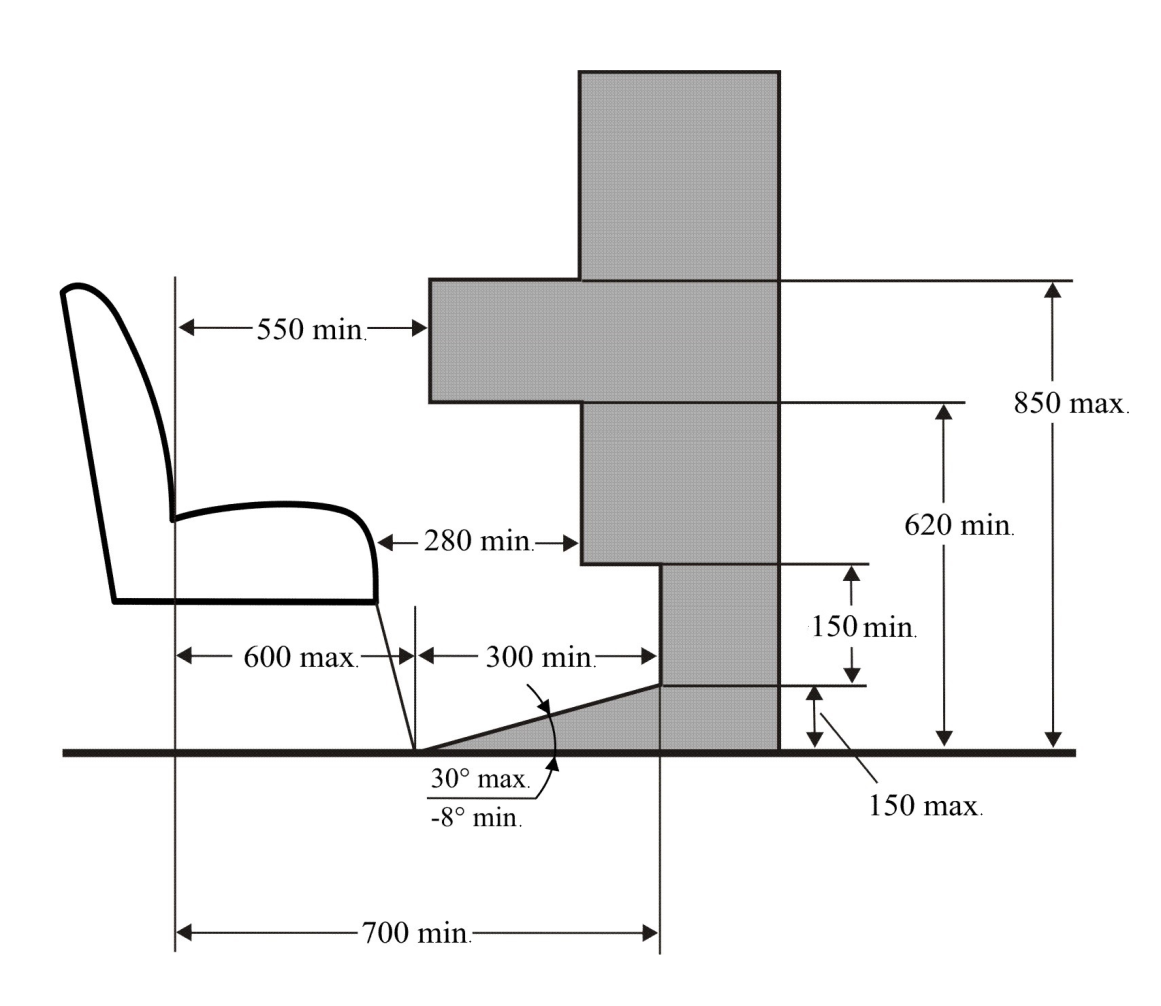 550 min.
850 max.
620 min.
280 min.
150 min.
600 max.
300 min.
30° max.
-8° min.
150 max.
700 min.